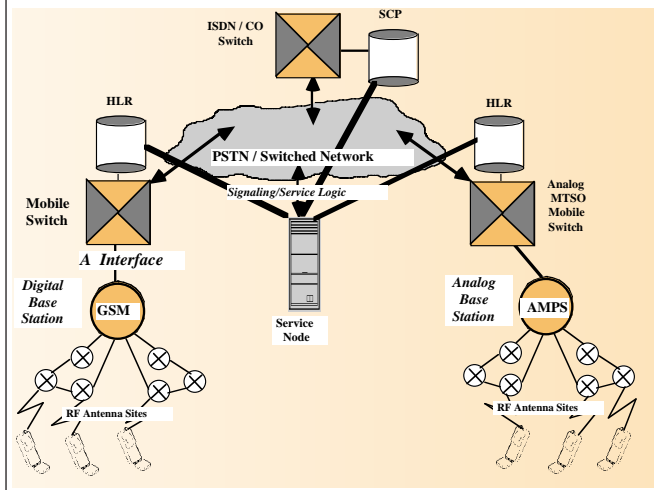 ISDN / CO
Switch
SCP
HLR
HLR
PSTN / Switched Network
Signaling/Service Logic
Mobile
Switch
Analog
MTSO
Mobile
Switch
A Interface
Digital
Base
Station
GSM
Service
Node
Analog
Base
Station
AMPS
RF Antenna Sites
RF Antenna Sites